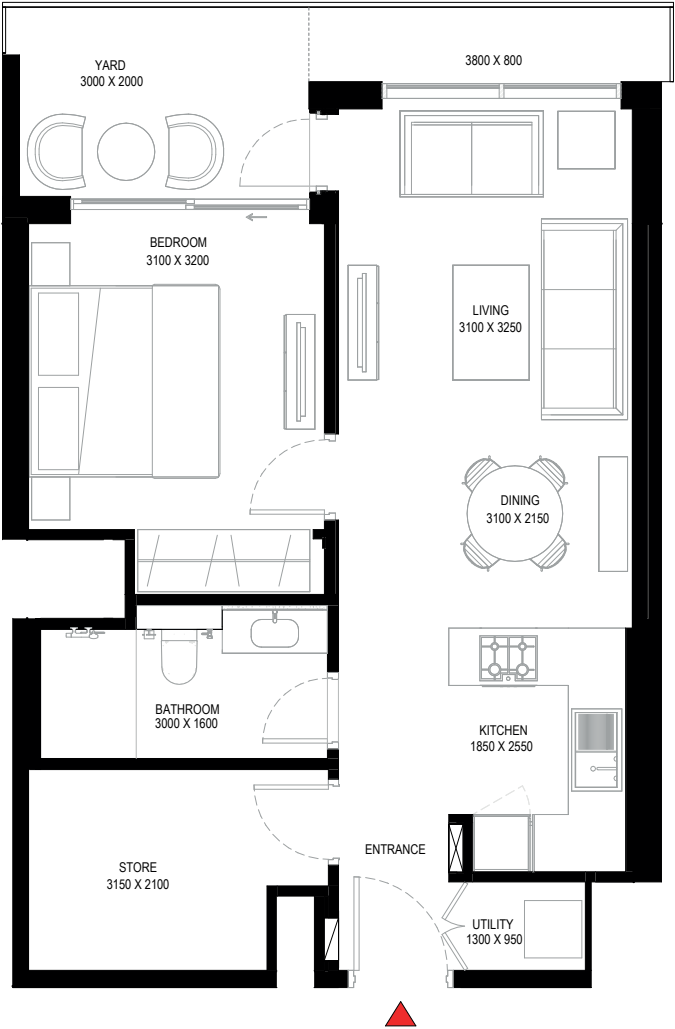 YARD
3000 X 2000
3800 X 800
BEDROOM
3100 X 3200
LIVING
3100 X 3250
DINING
3100 X 2150
BATHROOM
3000 X 1600
KITCHEN
1850 X 2550
ENTRANCE
STORE
3150 X 2100
UTILITY
1300 X 950